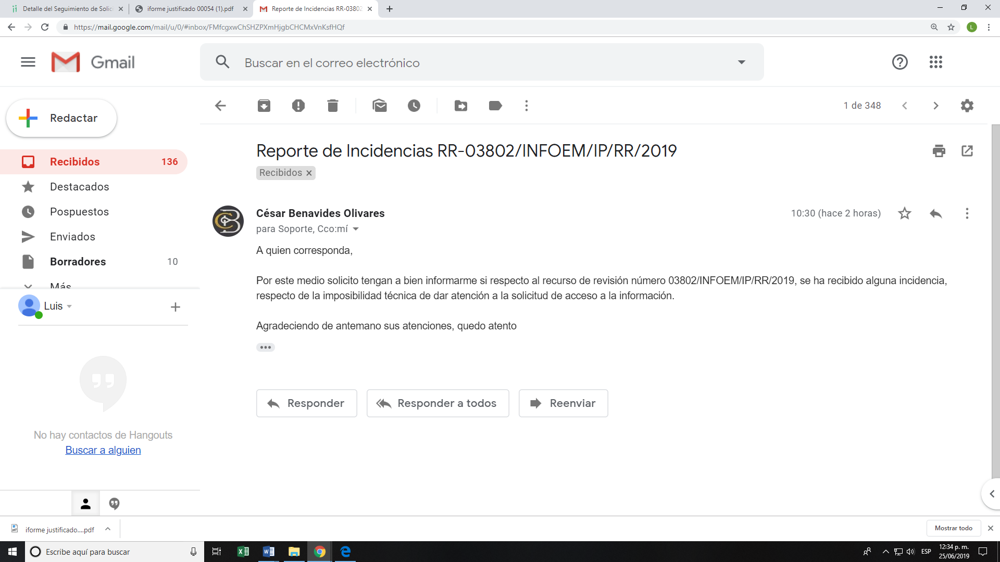 Detalle del Seguimiento de Solici
iforme justificado 00054 (1).pdf
Reporte de Incidencias RR-03802
https://mail.google.com/mail/u/0/#inbox/FMfcgxwChSHZPXmHjgbCHCMxVnKsfHQf
L
Gmail
Buscar en el correo electrónico
Redactar
1 de 348
Recibidos 136
Destacados
Pospuestos
Enviados
Borradores 10
Más
Luis
No hay contactos de Hangouts
Buscar a alguien
Reporte de Incidencias RR-03802/INFOEM/IP/RR/2019
Recibidos x
César Benavides Olivares
10:30 (hace 2 horas)
para Soporte, Cco:mí
A quien corresponda,
Por este medio solicito tengan a bien informarme si respecto al recurso de revisión número 03802/INFOEM/IP/RR/2019, se ha recibido alguna incidencia,
respecto de la imposibilidad técnica de dar atención a la solicitud de acceso a la información.
Agradeciendo de antemano sus atenciones, quedo atento
Responder
Responder a todos
Reenviar
iforme justificado....pdf
Mostrar todo
Escribe aquí para buscar
ESP
12:34 p. m.
25/06/2019